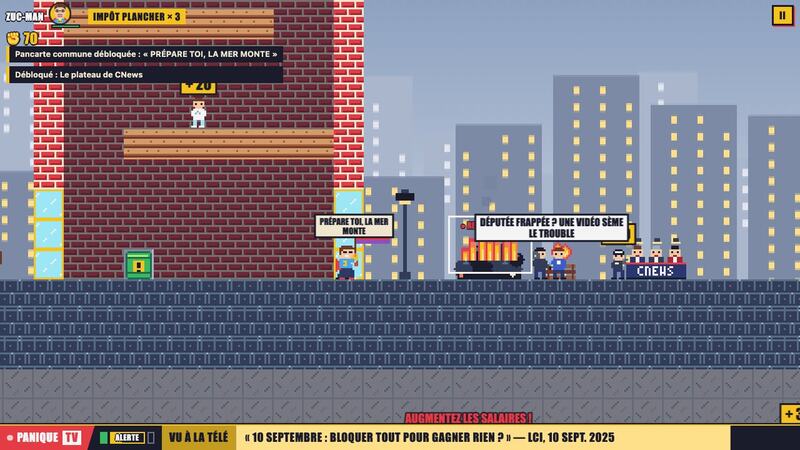 ZUC-MAN
IMPÔT PLANCHER × 3
70
Pancarte commune débloquée : « PRÉPARE TOI, LA MER MONTE »
Débloqué : Le plateau de CNews
PRÉPARE TOI, LA MER
MONTE
DÉPUTÉE FRAPPÉE ? UNE VIDÉO SÈME
LE TROUBLE
CNEWS
AUGMENTEZ LES SALAIRES !
PANIQUE TV
ALERTE
VU À LA TÉLÉ
« 10 SEPTEMBRE : BLOQUER TOUT POUR GAGNER RIEN ? » — LCI, 10 SEPT. 2025